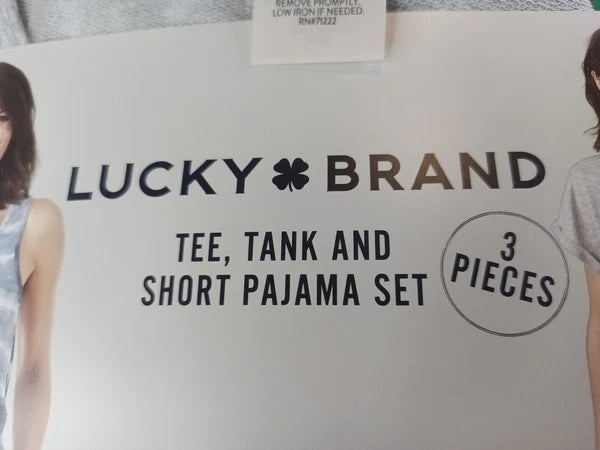 REMOVE PROMPTLY.
LOW IRON IF NEEDED.
RN#71222
LUCKY BRAND
TEE, TANK AND
SHORT PAJAMA SET
3
PIECES